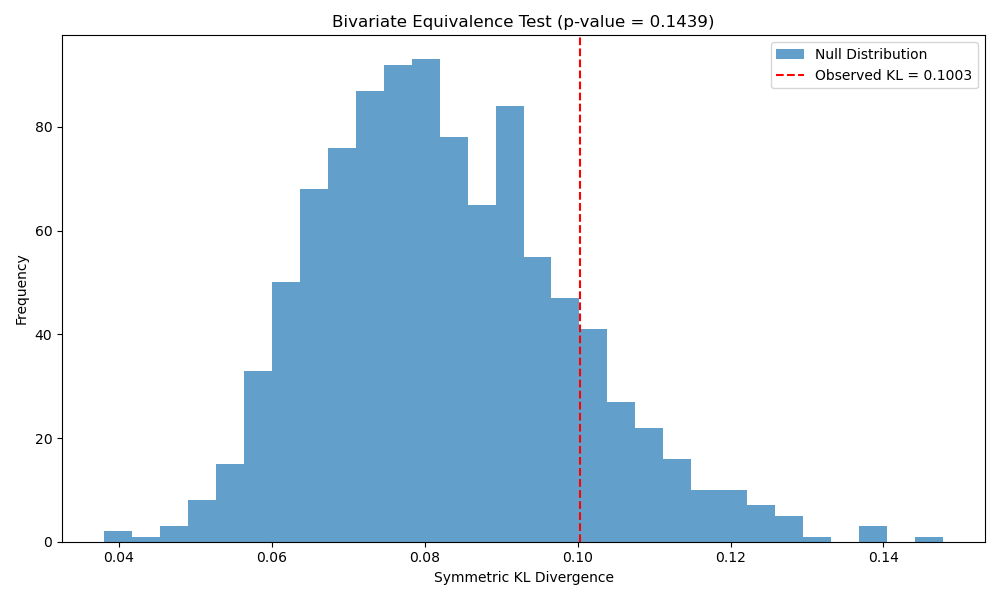 Bivariate Equivalence Test (p-value = 0.1439)
Null Distribution
Observed KL = 0.1003
Frequency
80
60
40
20
0
0.04
0.06
0.08
0.10
0.12
0.14
Symmetric KL Divergence